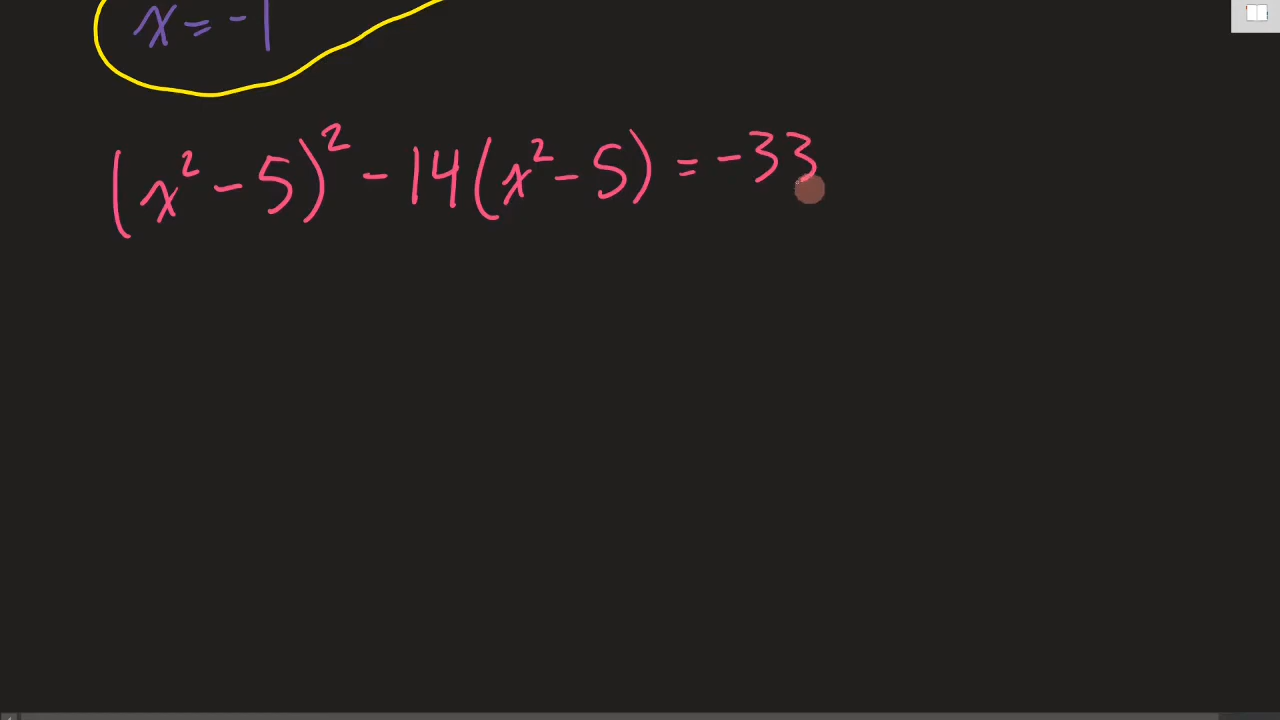 x = -1
(x² - 5)² - 14(x² - 5) = -33